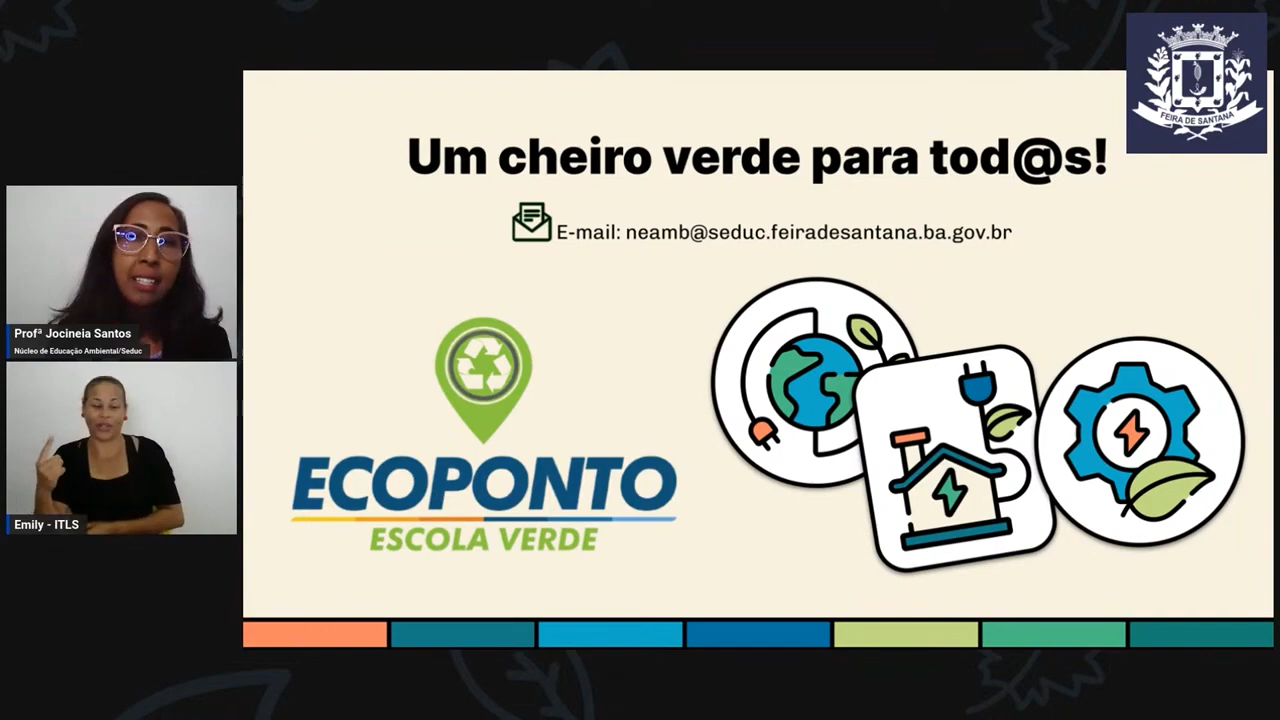 FEIRA DE SANTANA
Um cheiro verde para tod@s!
E-mail: neamb@seduc.feiradesantana.ba.gov.br
Profª Jocineia Santos
Núcleo de Educação Ambiental/Seduc
Emily - ITLS
ECOPONTO
ESCOLA VERDE